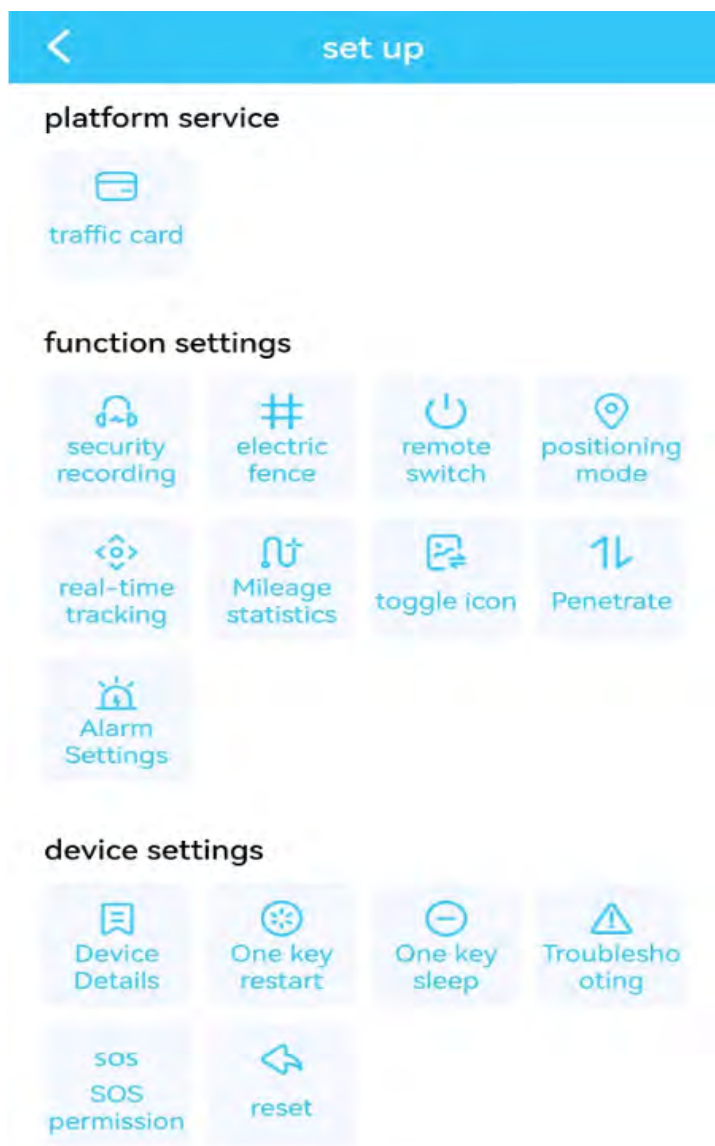 set up
platform service
traffic card
function settings
security
recording
electric
fence
remote
switch
positioning
mode
real-time
tracking
Mileage
statistics
toggle icon
Penetrate
Alarm
Settings
device settings
Device
Details
One key
restart
One key
sleep
Troublesho
oting
sos
SOS
permission
reset